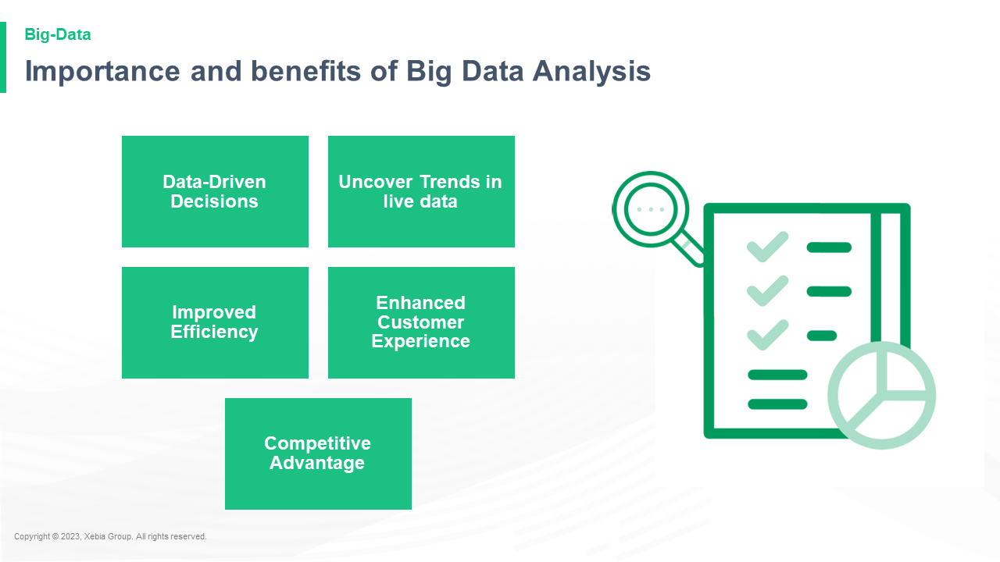 Big-Data
Importance and benefits of Big Data Analysis
Data-Driven
Decisions
Uncover Trends in
live data
Improved
Efficiency
Enhanced
Customer
Experience
Competitive
Advantage
Copyright © 2023, Xebia Group. All rights reserved.